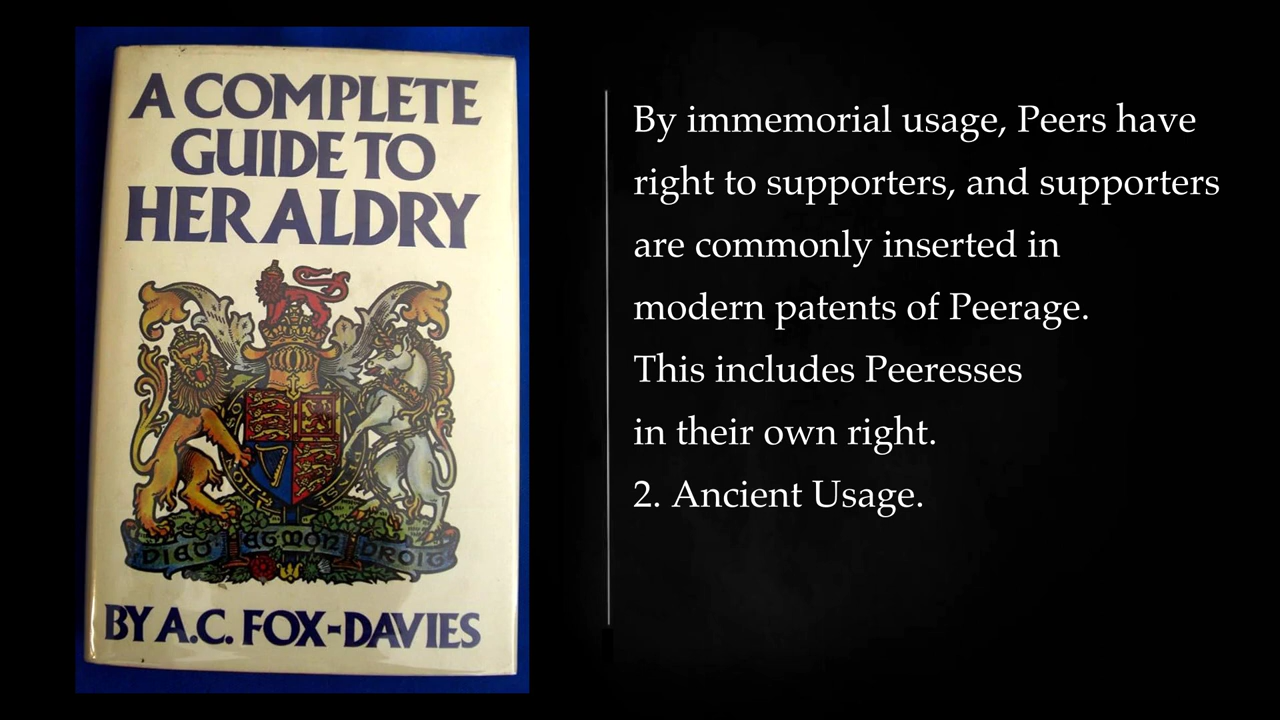 A COMPLETE
GUIDE TO
HERALDRY
DIEU ET MON DROIT
BY A.C. FOX-DAVIES
By immemorial usage, Peers have
right to supporters, and supporters
are commonly inserted in
modern patents of Peerage.
This includes Peeresses
in their own right.
2. Ancient Usage.